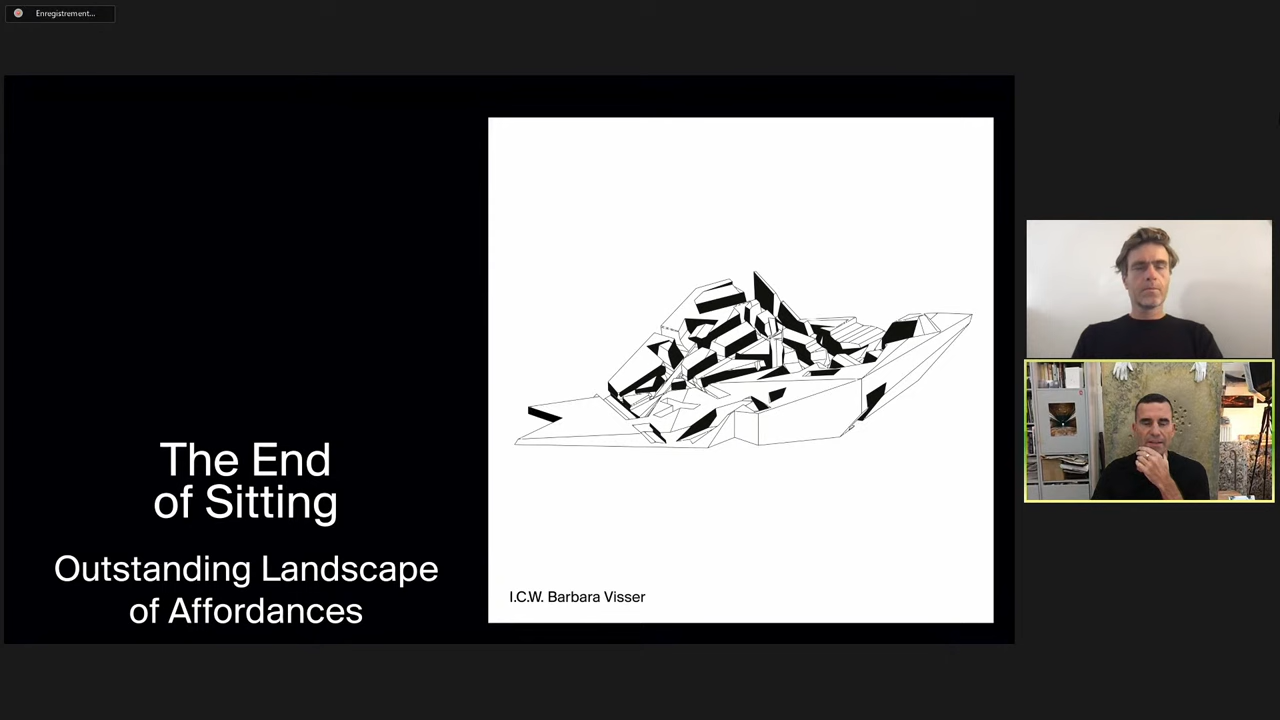 Enregistrement...
The End
of Sitting
Outstanding Landscape
of Affordances
I.C.W. Barbara Visser